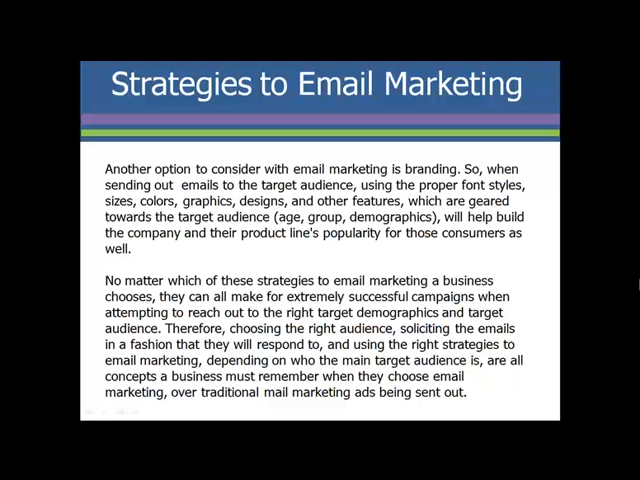 Strategies to Email Marketing
Another option to consider with email marketing is branding. So, when
sending out emails to the target audience, using the proper font styles,
sizes, colors, graphics, designs, and other features, which are geared
towards the target audience (age, group, demographics), will help build
the company and their product line's popularity for those consumers as
well.
No matter which of these strategies to email marketing a business
chooses, they can all make for extremely successful campaigns when
attempting to reach out to the right target demographics and target
audience. Therefore, choosing the right audience, soliciting the emails
in a fashion that they will respond to, and using the right strategies to
email marketing, depending on who the main target audience is, are all
concepts a business must remember when they choose email
marketing, over traditional mail marketing ads being sent out.